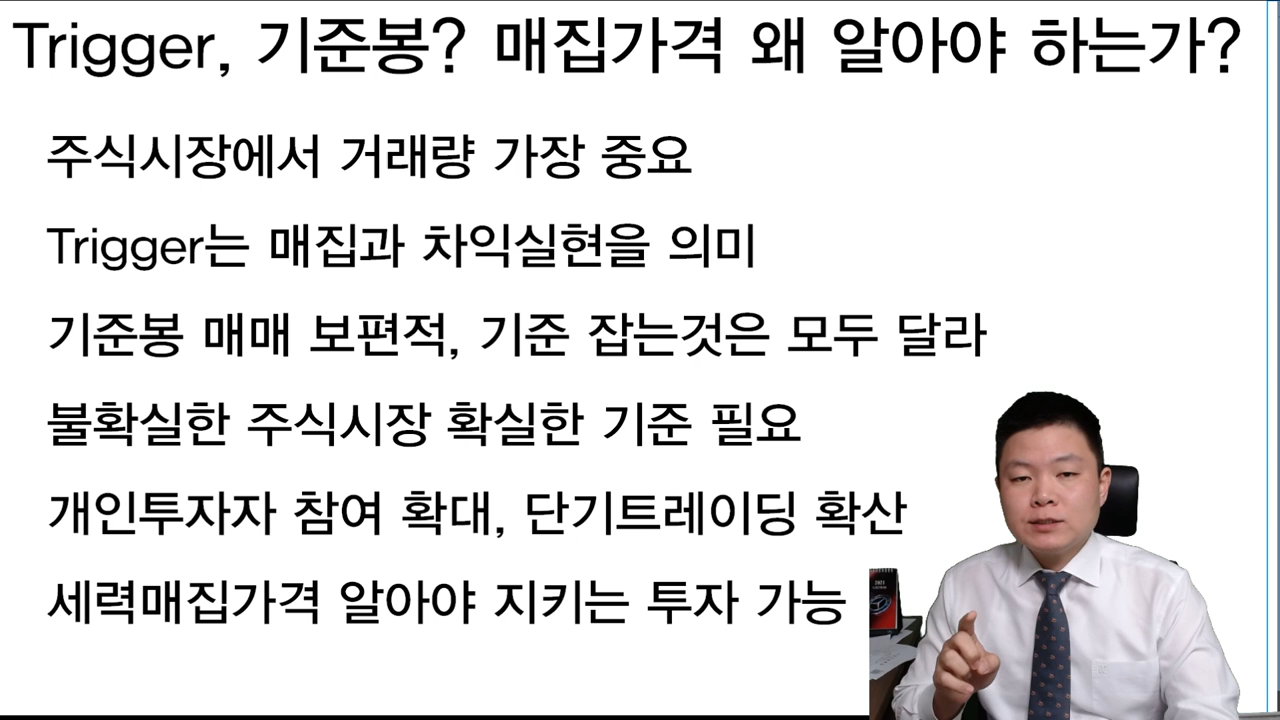 Trigger, 기준봉? 매집가격 왜 알아야 하는가?
주식시장에서 거래량 가장 중요
Trigger는 매집과 차익실현을 의미
기준봉 매매 보편적, 기준 잡는것은 모두 달라
불확실한 주식시장 확실한 기준 필요
개인투자자 참여 확대, 단기트레이딩 확산
세력매집가격 알아야 지키는 투자 가능